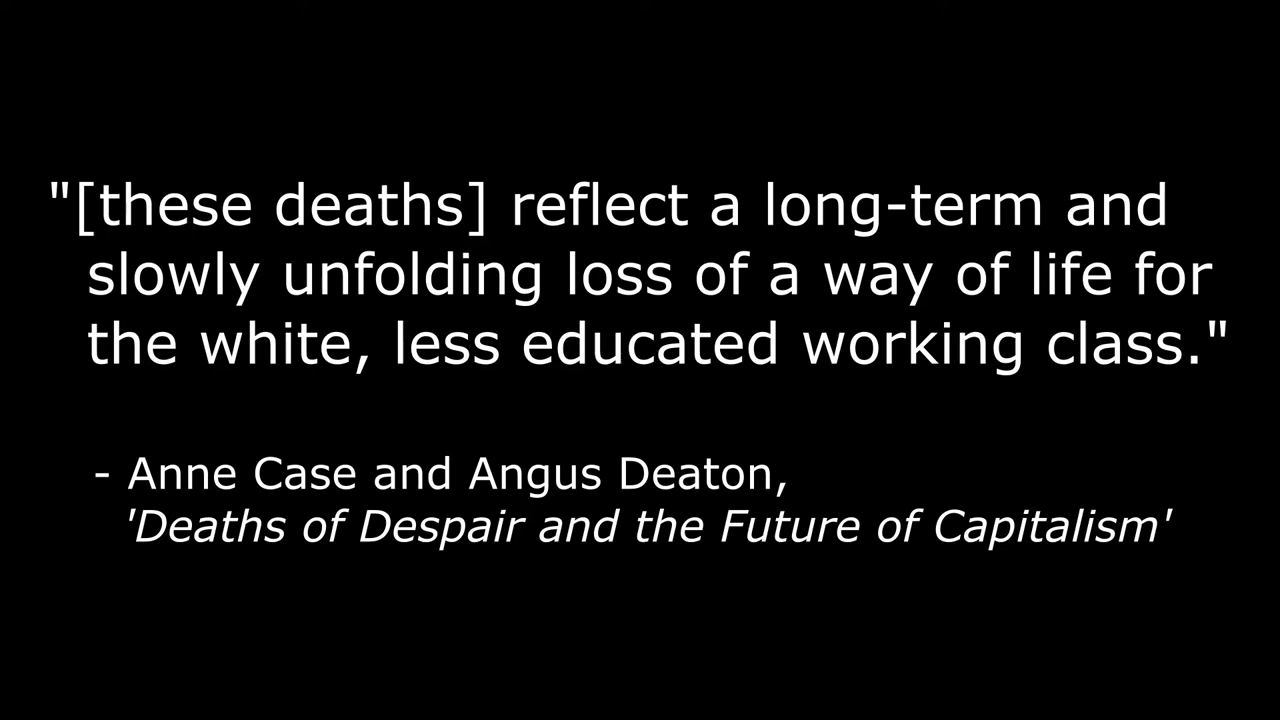 "[these deaths] reflect a long-term and
slowly unfolding loss of a way of life for
the white, less educated working class."
- Anne Case and Angus Deaton,
'Deaths of Despair and the Future of Capitalism'